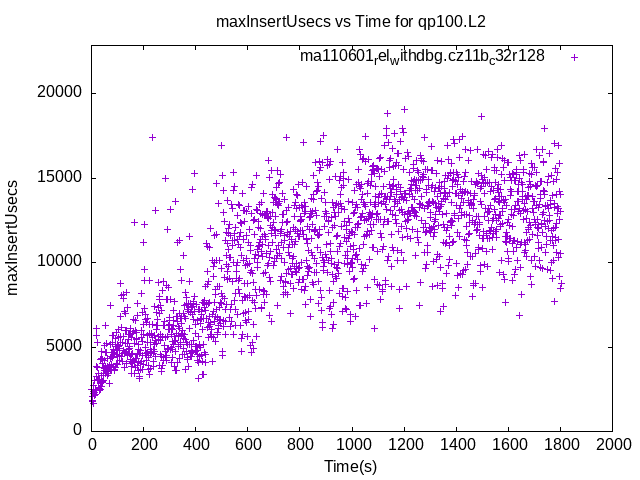 maxInsertUsecs vs Time for qp100.L2
ma110601relwithdbg.cz11bc32r128
maxInsertUsecs
20000
15000
10000
5000
0
0 200 400 600 800 1000 1200 1400 1600 1800 2000
Time(s)